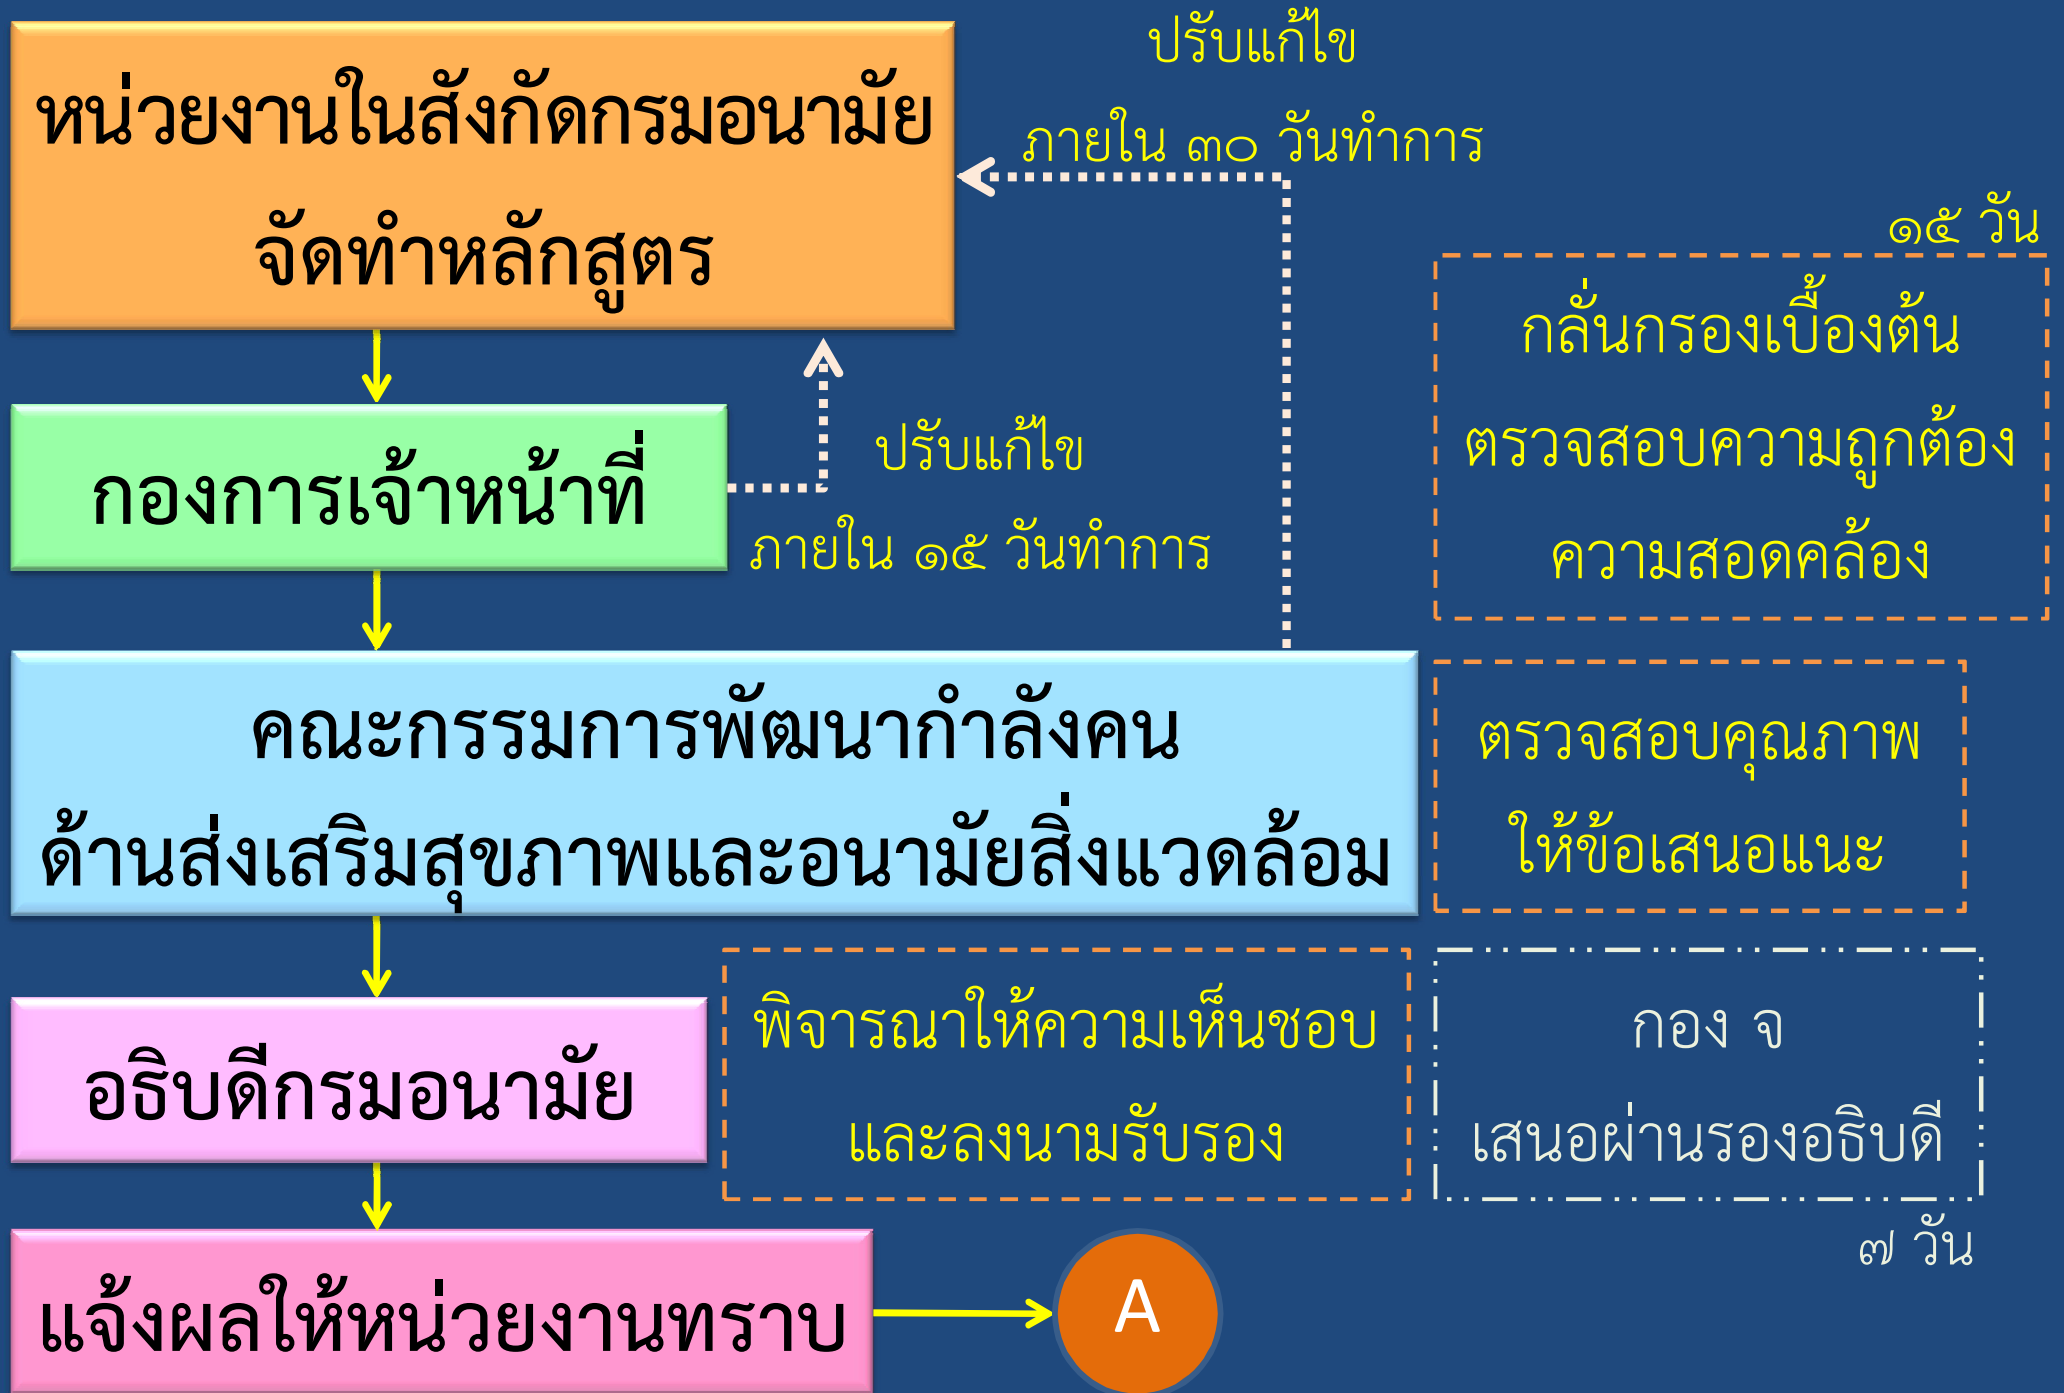 ปรับแก้ไข
ภายใน ๓๐ วันทำการ
หน่วยงานในสังกัดกรมอนามัย
จัดทำหลักสูตร
๑๕ วัน
กลั่นกรองเบื้องต้น
ตรวจสอบความถูกต้อง
ความสอดคล้อง
กองการเจ้าหน้าที่
ปรับแก้ไข
ภายใน ๑๕ วันทำการ
คณะกรรมการพัฒนากำลังคน
ด้านส่งเสริมสุขภาพและอนามัยสิ่งแวดล้อม
ตรวจสอบคุณภาพ
ให้ข้อเสนอแนะ
อธิบดีกรมอนามัย
พิจารณาให้ความเห็นชอบ
และลงนามรับรอง
กอง จ
เสนอผ่านรองอธิบดี
๗ วัน
แจ้งผลให้หน่วยงานทราบ
A